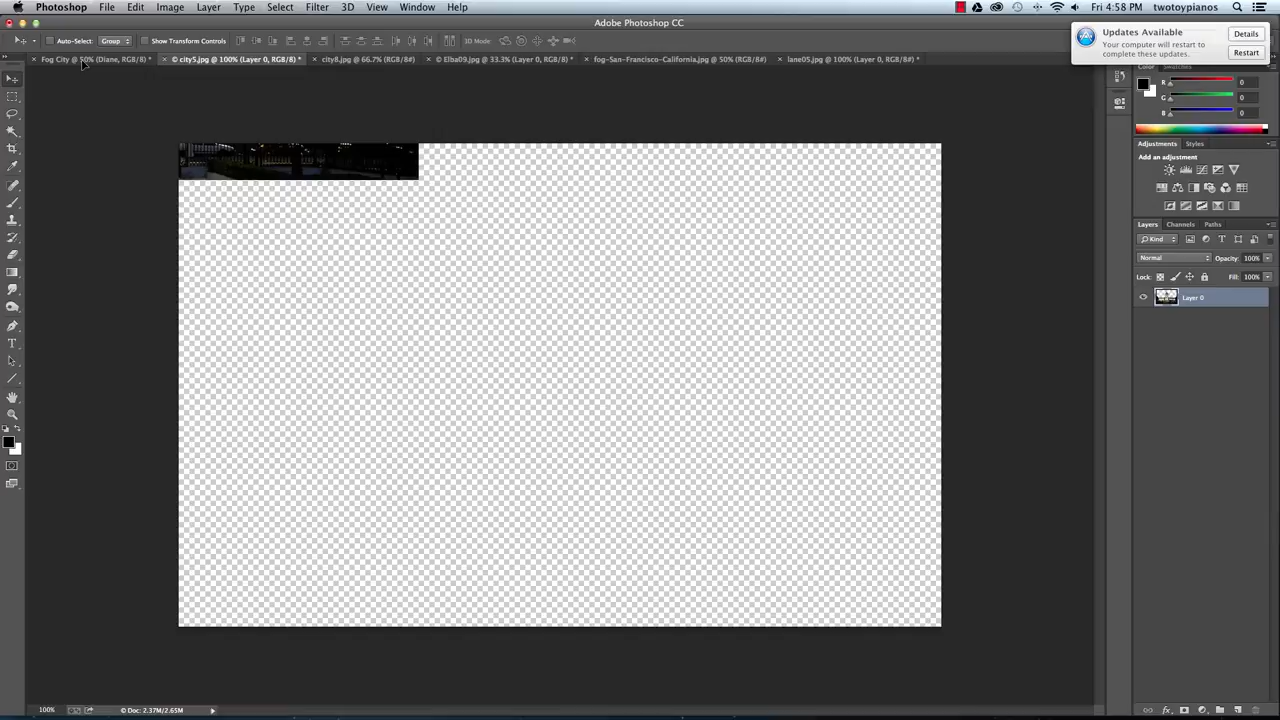 Photoshop File Edit Image Layer Type Select Filter 3D View Window Help Fri 4:58 PM twotoypianos
Adobe Photoshop CC
Updates Available
Your computer will restart to
complete these updates.
Details
Restart
Auto-Select: Group Show Transform Controls 3D Mode:
× Fog City @ 50% (Diane, RGB/8) * × © city5.jpg @ 100% (Layer 0, RGB/8) * × city8.jpg @ 66.7% (RGB/8#) × © Elba09.jpg @ 33.3% (Layer 0, RGB/8) * × fog-San-Francisco-California.jpg @ 50% (RGB/8#) × lane05.jpg @ 100% (Layer 0, RGB/8#) *
Color Swatches
R 0
G 0
B 0
Adjustments Styles
Add an adjustment
Layers Channels Paths
Kind
Normal Opacity: 100%
Lock: Fill: 100%
Layer 0
100% © Doc: 2.37M/2.65M